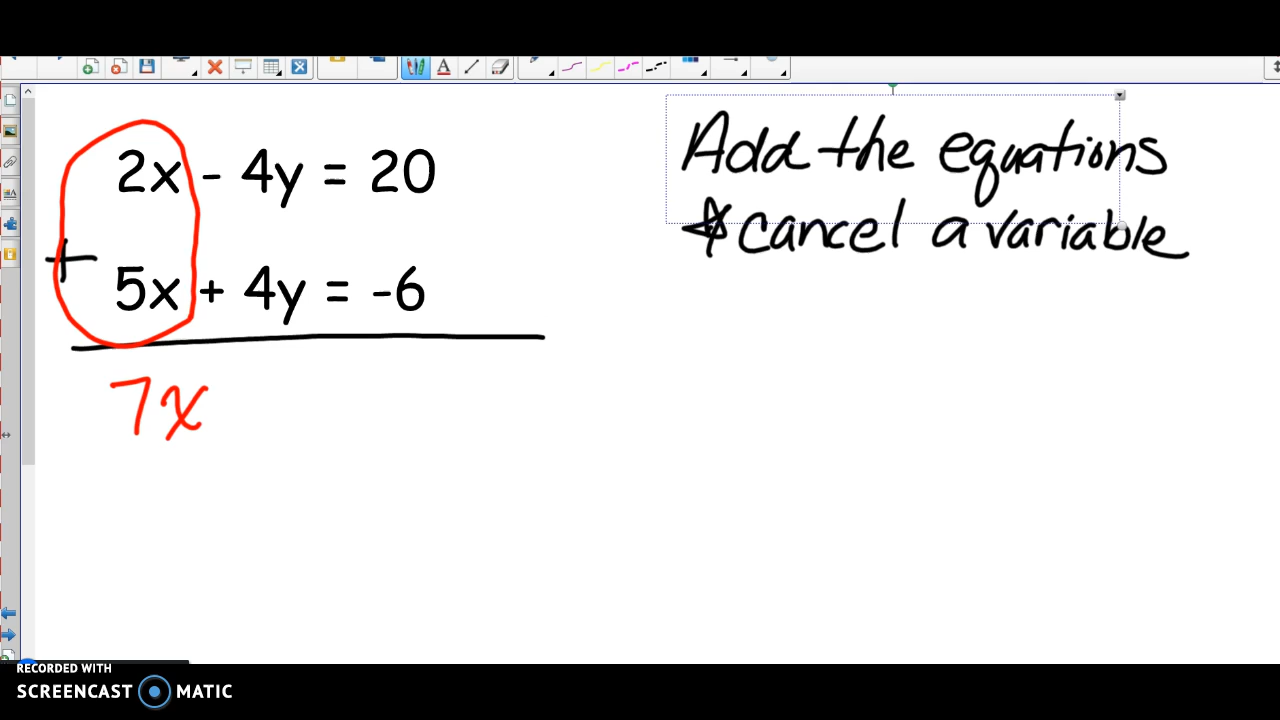 Add the equations
& cancel a variable
2x - 4y = 20
+
5x + 4y = -6
7x
RECORDED WITH
SCREENCAST MATIC